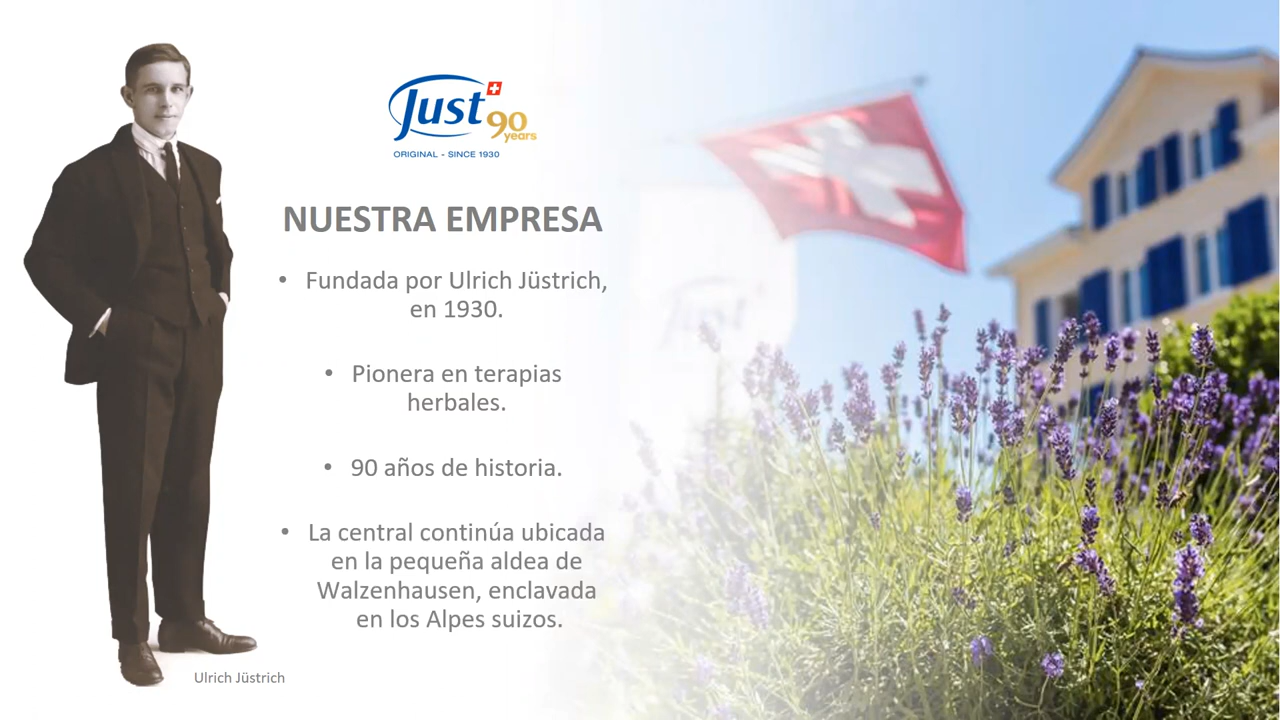 Just
90
years
ORIGINAL - SINCE 1930
NUESTRA EMPRESA
• Fundada por Ulrich Jüstrich,
en 1930.
• Pionera en terapias
herbales.
• 90 años de historia.
• La central continúa ubicada
en la pequeña aldea de
Walzenhausen, enclavada
en los Alpes suizos.
Ulrich Jüstrich
Just